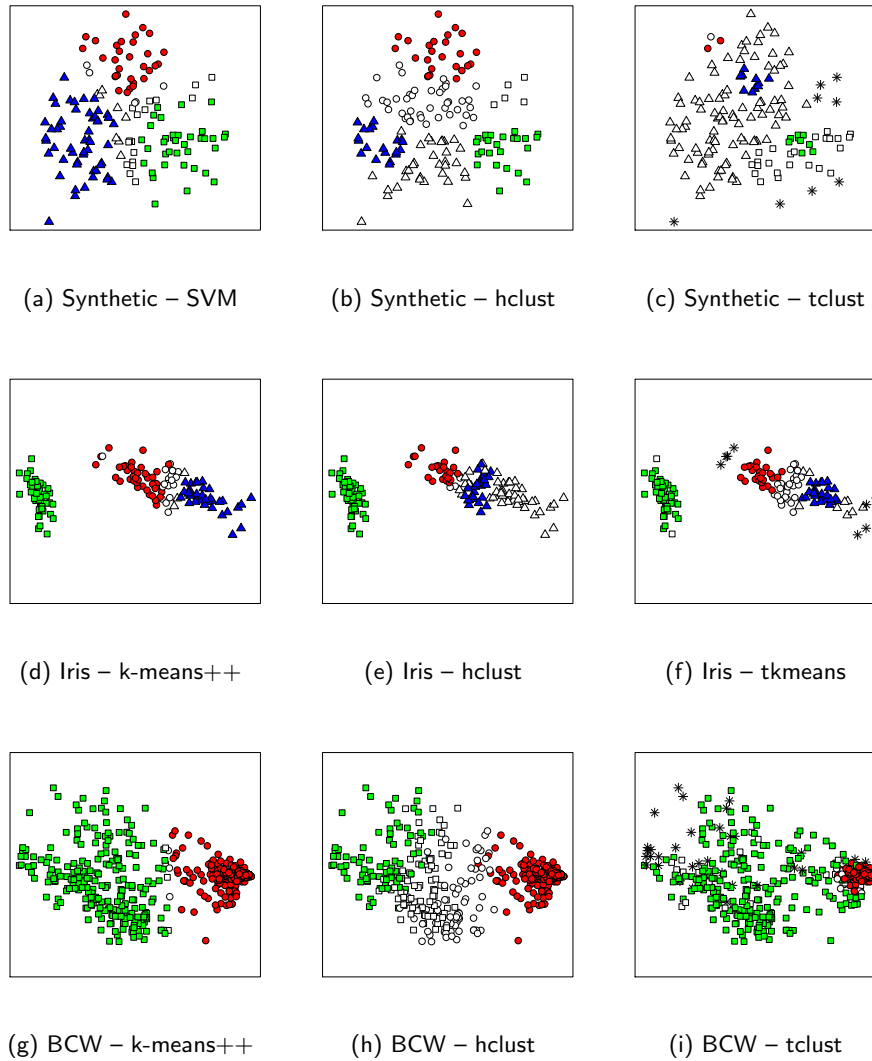 (a) Synthetic – SVM
(b) Synthetic – hclust
(c) Synthetic – tclust
(d) Iris – k-means++
(e) Iris – hclust
(f) Iris – tkmeans
(g) BCW – k-means++
(h) BCW – hclust
(i) BCW – tclust